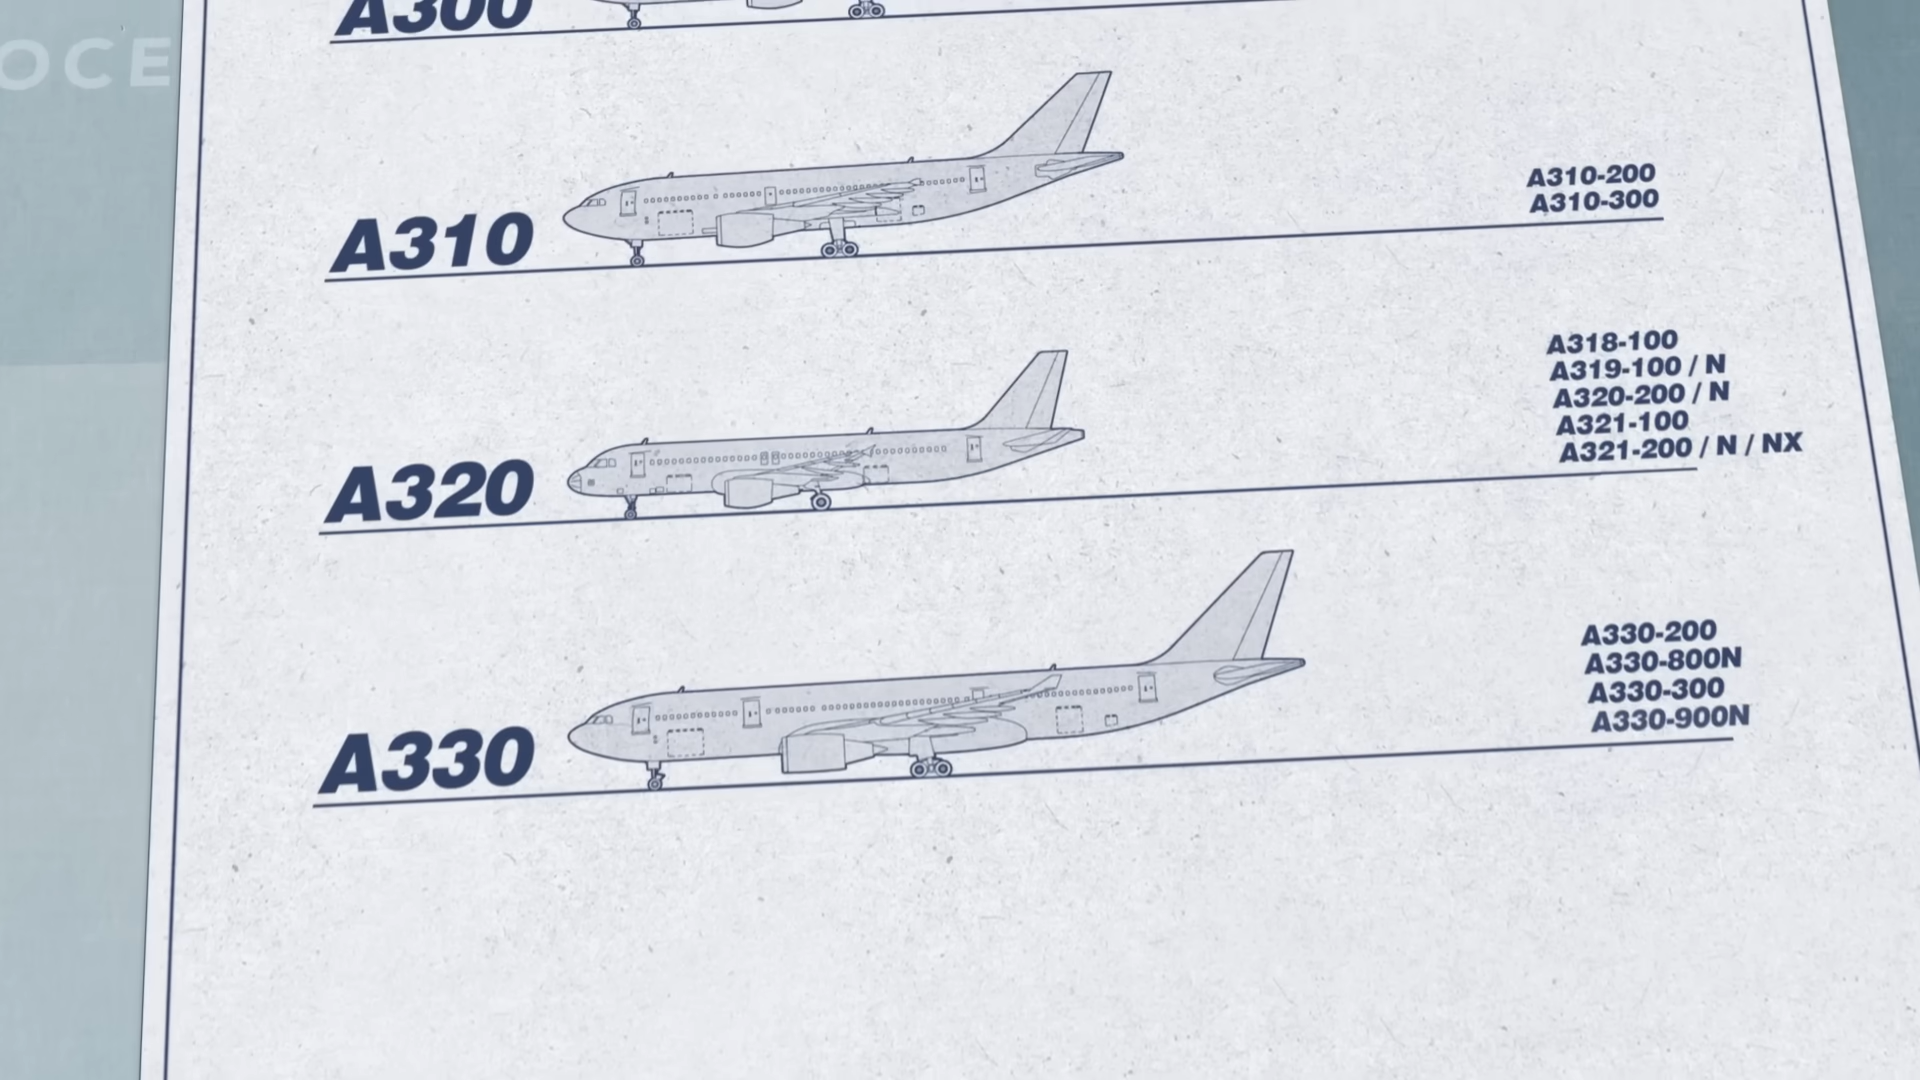 OCE
A300
A310
A310-200
A310-300
A320
A318-100
A319-100 / N
A320-200 / N
A321-100
A321-200 / N / NX
A330
A330-200
A330-800N
A330-300
A330-900N